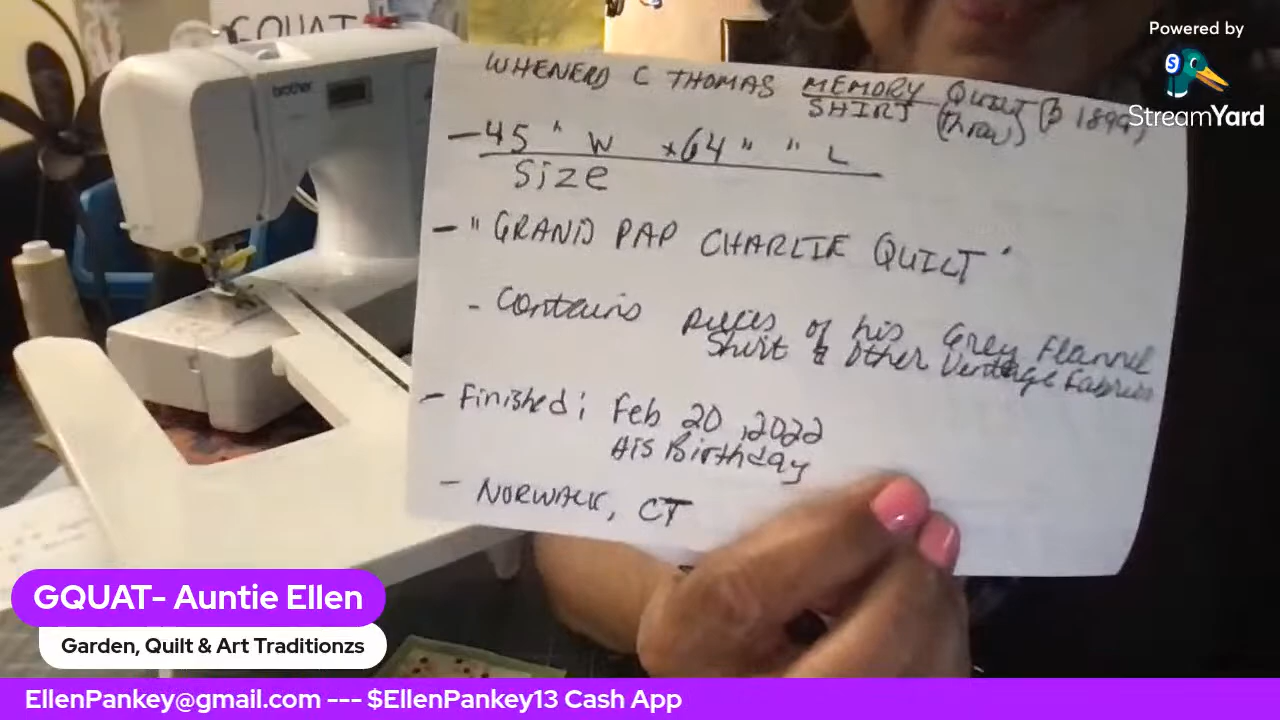 GQUAT
Powered by
StreamYard
brother
WHENERD C THOMAS MEMORY QUILT
SHIRT (throw)
- 45 " W x 64 " " L
Size
- " GRAND PAP CHARLIE QUILT "
- Contains pieces of his Grey Flannel
Shirt & Other Vintage Fabrics
- Finished: Feb 20, 2022
His Birthday
- NORWALK, CT
GQUAT- Auntie Ellen
Garden, Quilt & Art Traditionzs
EllenPankey@gmail.com --- $EllenPankey13 Cash App